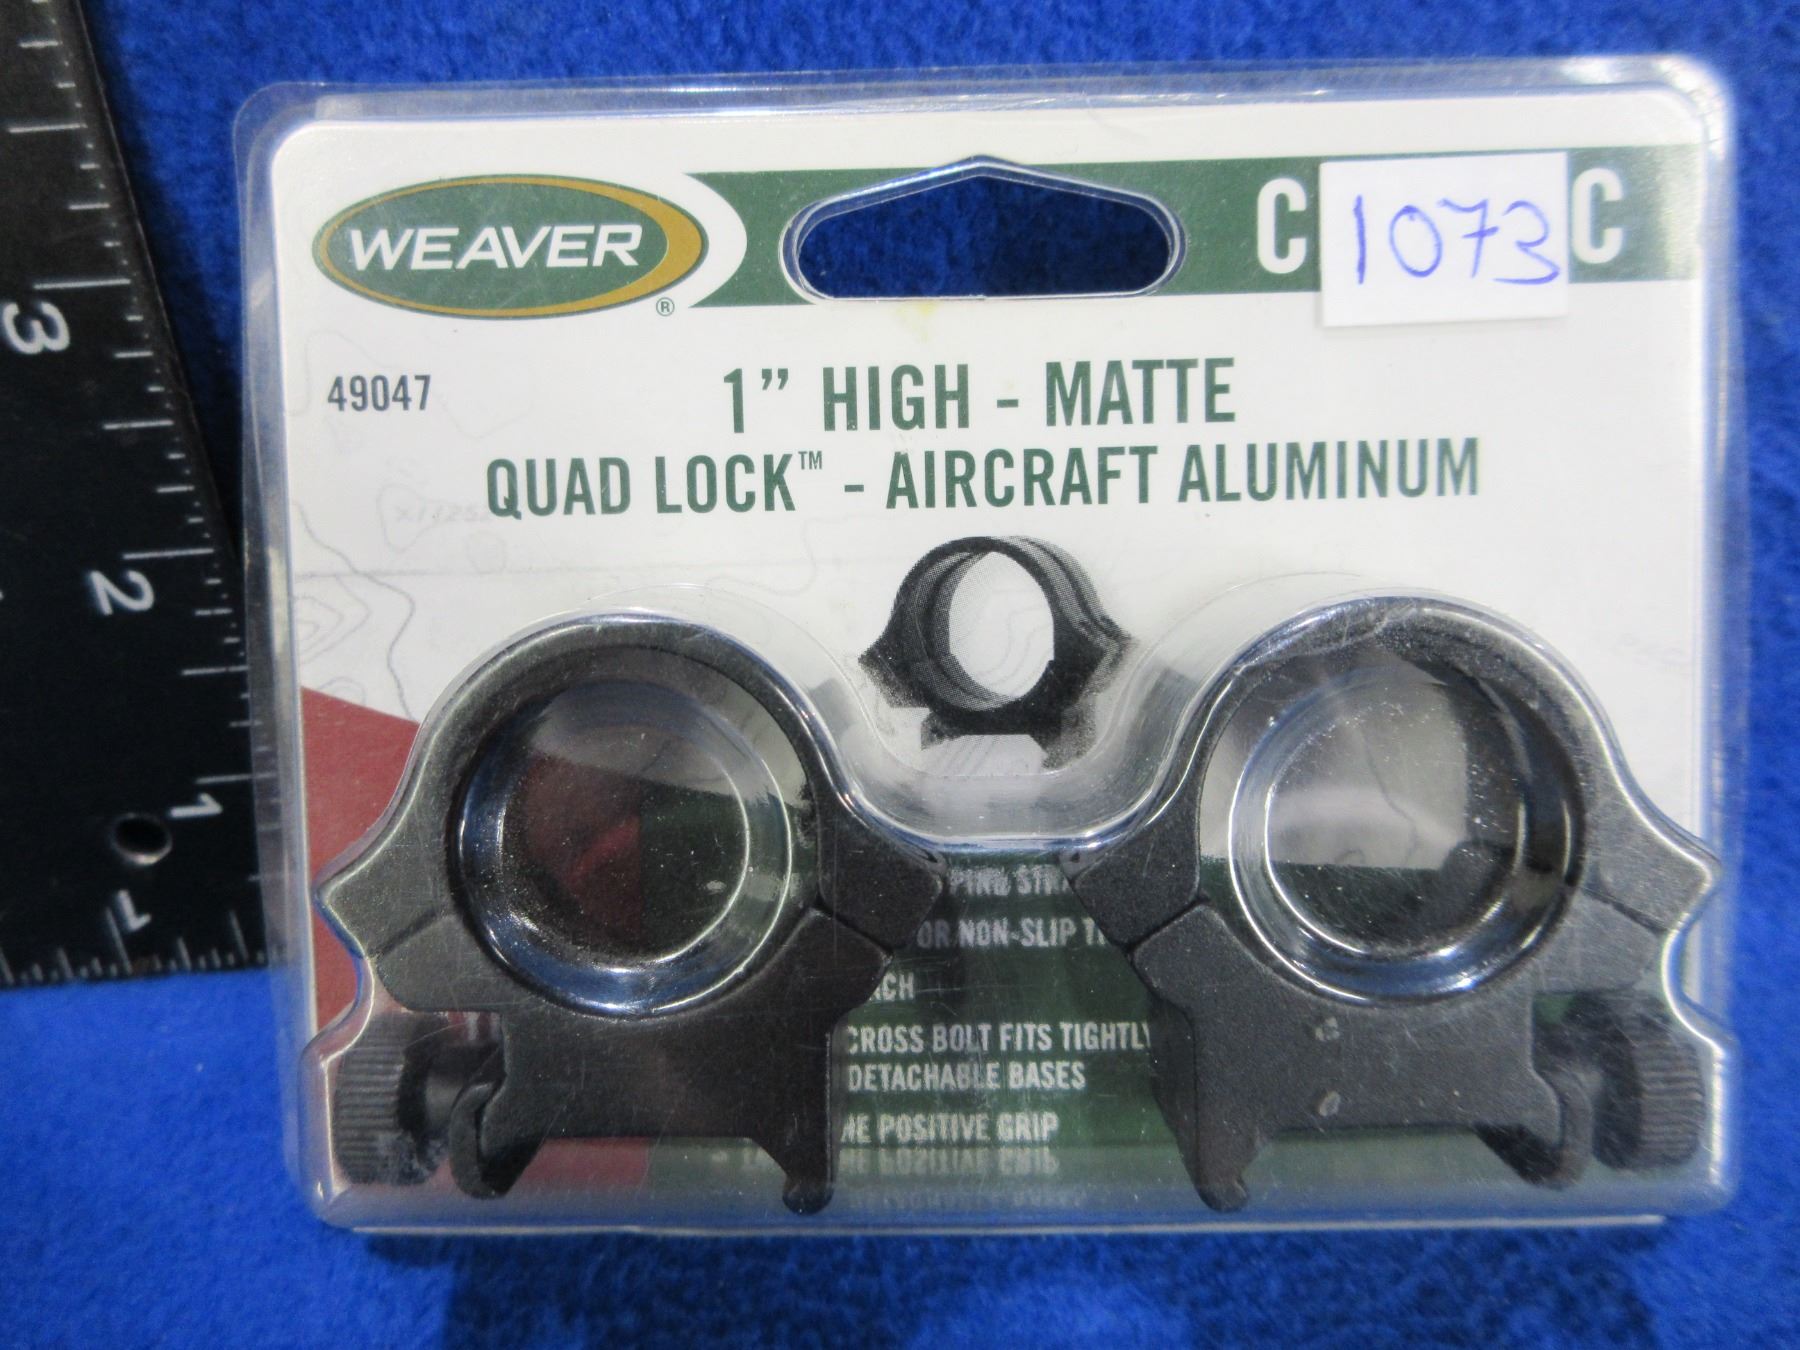 WEAVER
®
C 1073 C
49047
1” HIGH - MATTE
QUAD LOCK™ - AIRCRAFT ALUMINUM
OR NON-SLIP
CROSS BOLT FITS TIGHTLY
DETACHABLE BASES
POSITIVE GRIP
3
2
1
1